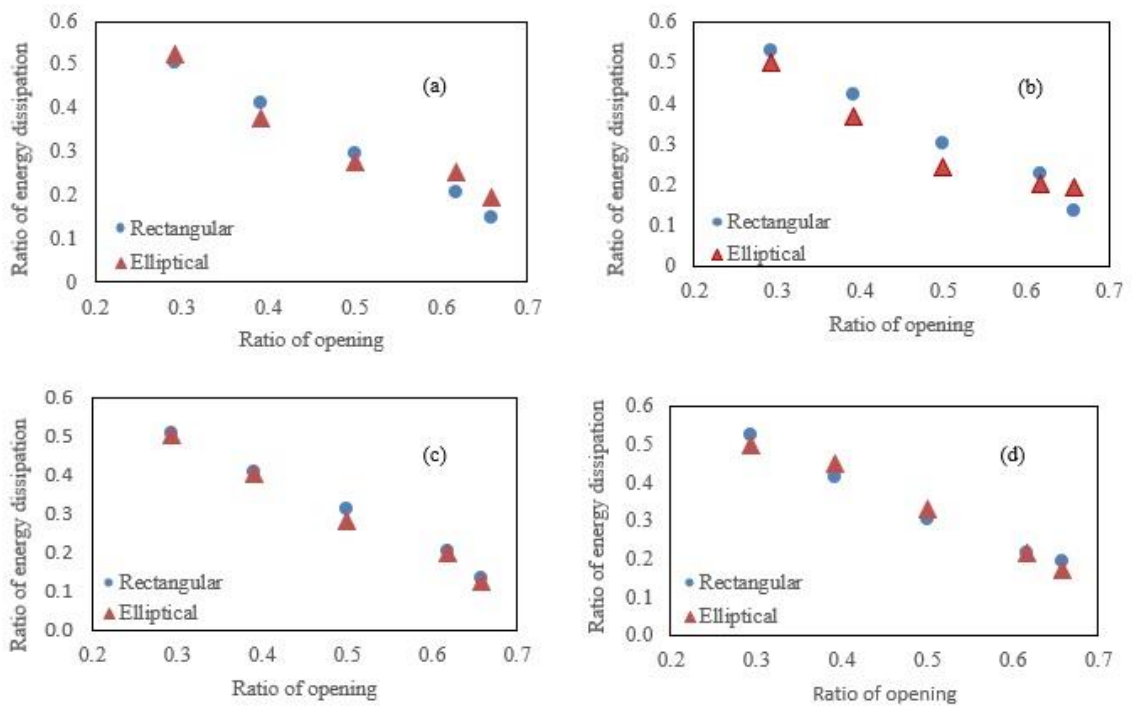 Ratio of energy dissipation
0.6
0.5
0.4
0.3
0.2
0.1
0
(a)
Rectangular
Elliptical
0.2 0.3 0.4 0.5 0.6 0.7
Ratio of opening
Ratio of energy dissipation
0.6
0.5
0.4
0.3
0.2
0.1
0
(b)
Rectangular
Elliptical
0.2 0.3 0.4 0.5 0.6 0.7
Ratio of opening
Ratio of energy dissipation
0.6
0.5
0.4
0.3
0.2
0.1
0.0
(c)
Rectangular
Elliptical
0.2 0.3 0.4 0.5 0.6 0.7
Ratio of opening
Ratio of energy dissipation
0.6
0.5
0.4
0.3
0.2
0.1
0.0
(d)
Rectangular
Elliptical
0.2 0.3 0.4 0.5 0.6 0.7
Ratio of opening